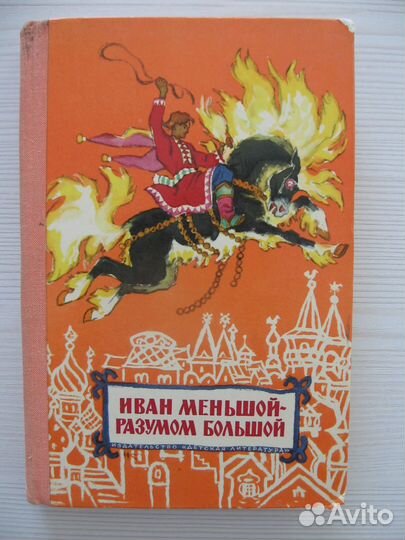 ИВАН МЕНЬШОЙ-
РАЗУМОМ БОЛЬШОЙ
ИЗДАТЕЛЬСТВО «ДЕТСКАЯ ЛИТЕРАТУРА»
Avito